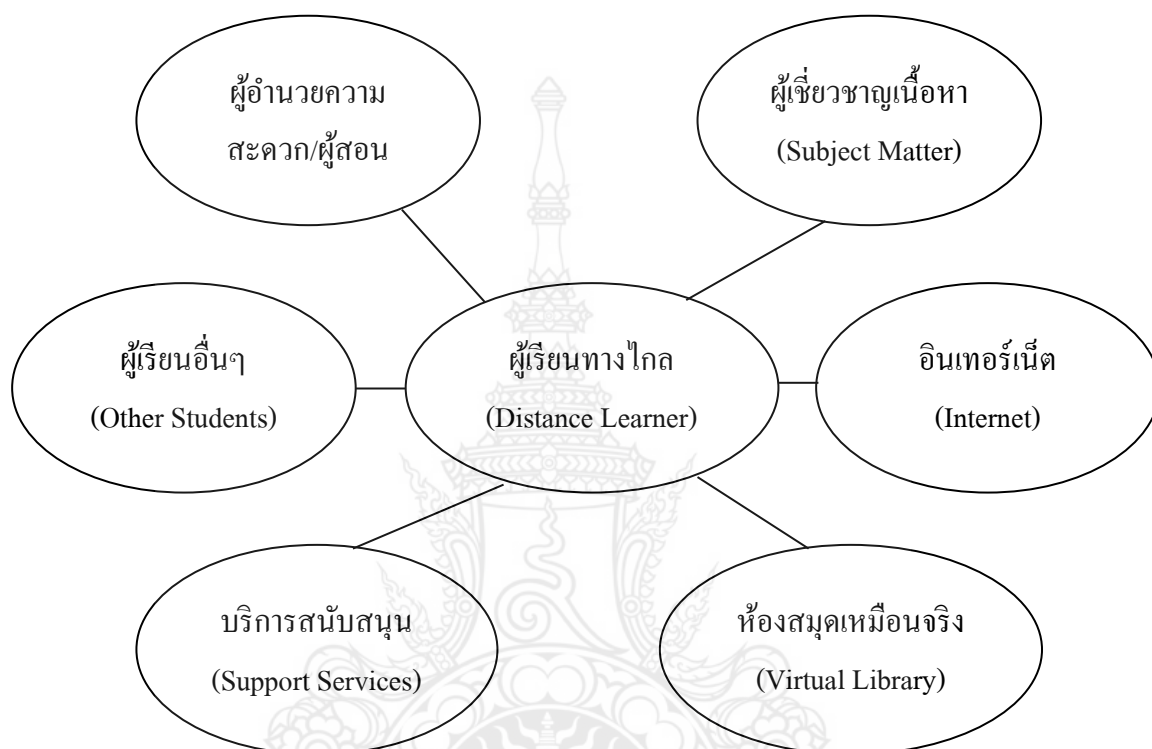 ผู้อำนวยความ
สะดวก/ผู้สอน
ผู้เชี่ยวชาญเนื้อหา
(Subject Matter)
ผู้เรียนอื่นๆ
(Other Students)
ผู้เรียนทางไกล
(Distance Learner)
อินเทอร์เน็ต
(Internet)
บริการสนับสนุน
(Support Services)
ห้องสมุดเหมือนจริง
(Virtual Library)